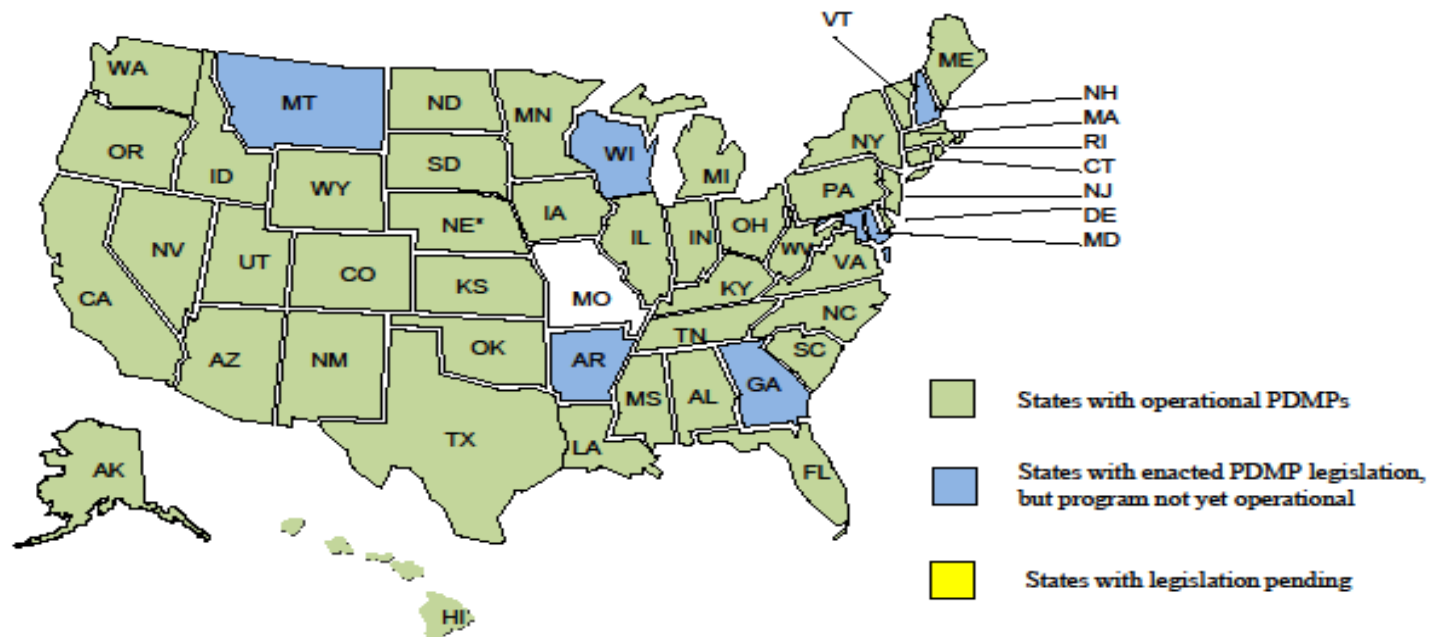 VT
ME
WA
MT
ND
MN
NH
MA
OR
ID
SD
WI
NY
RI
CT
WY
MI
PA
NJ
IA
NE*
OH
DE
NV
UT
CO
IL
IN
WV
VA
MD
CA
KS
MO
KY
NC
AZ
NM
OK
AR
TN
SC
MS
AL
GA
States with operational PDMPs
TX
LA
AK
FL
States with enacted PDMP legislation,
but program not yet operational
States with legislation pending
HI